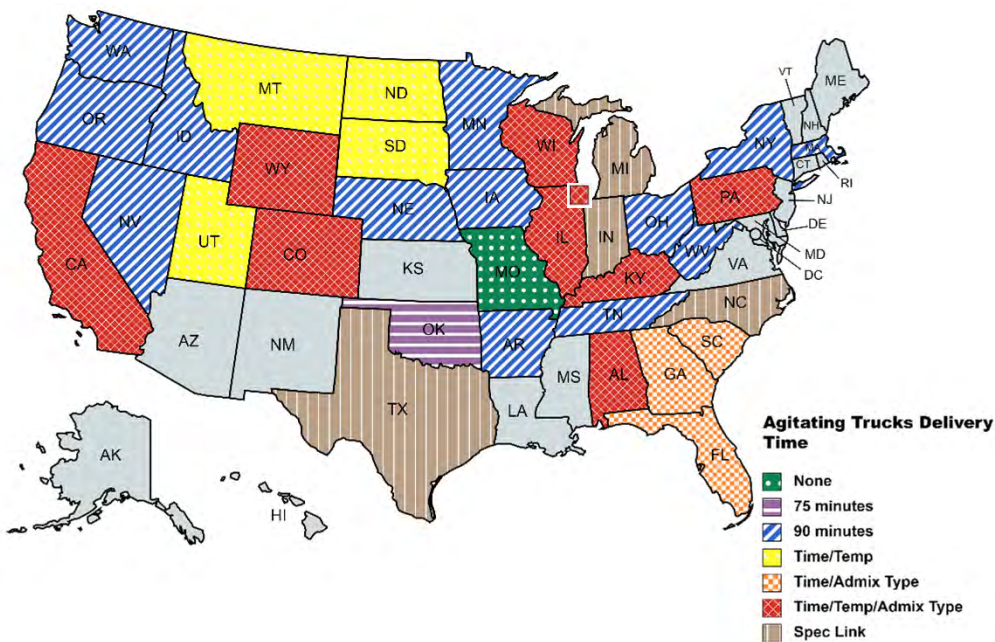 WA
MT
ND
OR
ID
MN
SD
WY
WI
MI
NY
VT
ME
NH
MA
CT
RI
NJ
PA
NV
UT
NE
IA
CO
CA
KS
MO
IL
IN
OH
WV
KY
VA
DE
MD
DC
AZ
NM
OK
AR
TN
NC
SC
TX
LA
MS
AL
GA
FL
AK
HI
Agitating Trucks Delivery
Time
None
75 minutes
90 minutes
Time/Temp
Time/Admix Type
Time/Temp/Admix Type
Spec Link